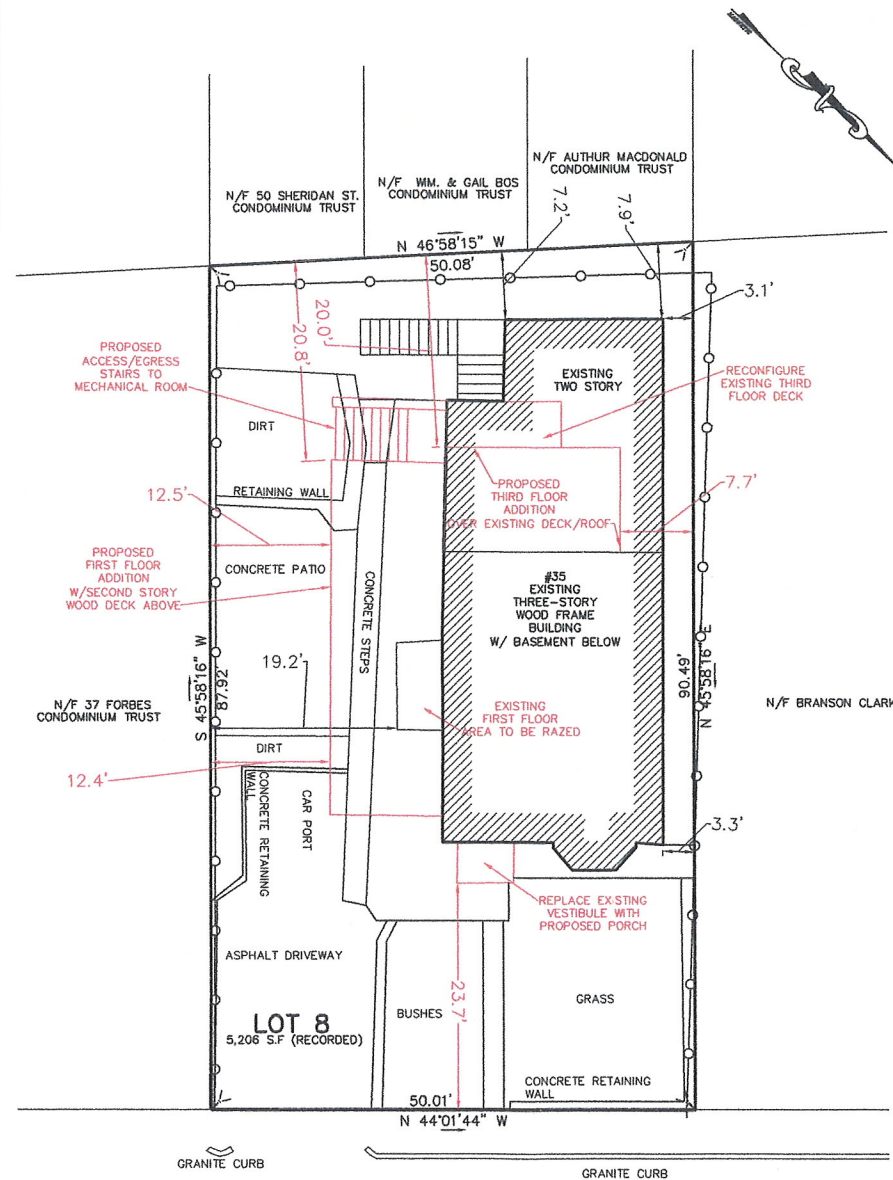 N/F 50 SHERIDAN ST.
CONDOMINIUM TRUST
N/F WM. & GAIL BOS
CONDOMINIUM TRUST
N/F AUTHUR MACDONALD
CONDOMINIUM TRUST
7.2'
7.9'
N 46°58'15" W
50.08'
3.1'
20.0'
20.8'
PROPOSED
ACCESS/EGRESS
STAIRS TO
MECHANICAL ROOM
EXISTING
TWO STORY
RECONFIGURE
EXISTING THIRD
FLOOR DECK
DIRT
PROPOSED
THIRD FLOOR
ADDITION
OVER EXISTING DECK/ROOF
7.7'
RETAINING WALL
12.5'
PROPOSED
FIRST FLOOR
ADDITION
W/SECOND STORY
WOOD DECK ABOVE
CONCRETE PATIO
CONCRETE STEPS
#35
EXISTING
THREE-STORY
WOOD FRAME
BUILDING
W/ BASEMENT BELOW
S 45°58'16" W
87.92'
19.2'
90.49'
N 45°58'16" E
N/F 37 FORBES
CONDOMINIUM TRUST
EXISTING
FIRST FLOOR
AREA TO BE RAZED
N/F BRANSON CLARK
DIRT
12.4'
CONCRETE RETAINING
WALL
CAR PORT
3.3'
REPLACE EXISTING
VESTIBULE WITH
PROPOSED PORCH
ASPHALT DRIVEWAY
23.7'
BUSHES
GRASS
LOT 8
5,206 S.F (RECORDED)
CONCRETE RETAINING
WALL
50.01'
N 44°01'44" W
GRANITE CURB
GRANITE CURB